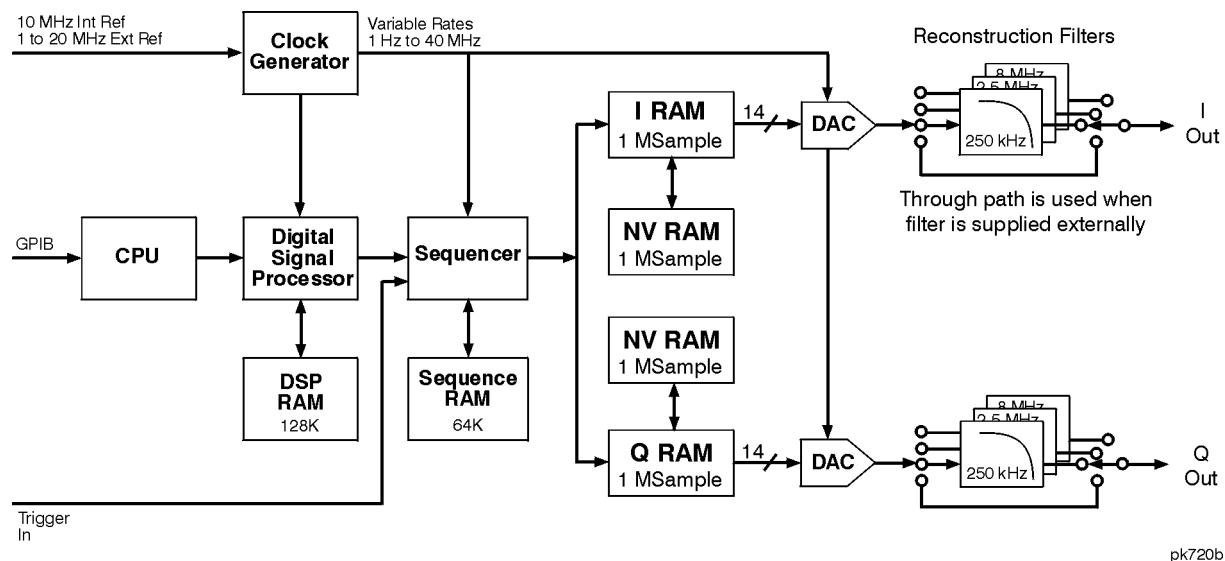 10 MHz Int Ref
1 to 20 MHz Ext Ref
Clock
Generator
Variable Rates
1 Hz to 40 MHz
Reconstruction Filters
8 MHz
2.5 MHz
250 kHz
I RAM
1 MSample
14
DAC
I
Out
Through path is used when
filter is supplied externally
NV RAM
1 MSample
GPIB
CPU
Digital
Signal
Processor
Sequencer
NV RAM
1 MSample
DSP
RAM
128K
Sequence
RAM
64K
Q RAM
1 MSample
14
DAC
8 MHz
2.5 MHz
250 kHz
Q
Out
Trigger
In
pk720b